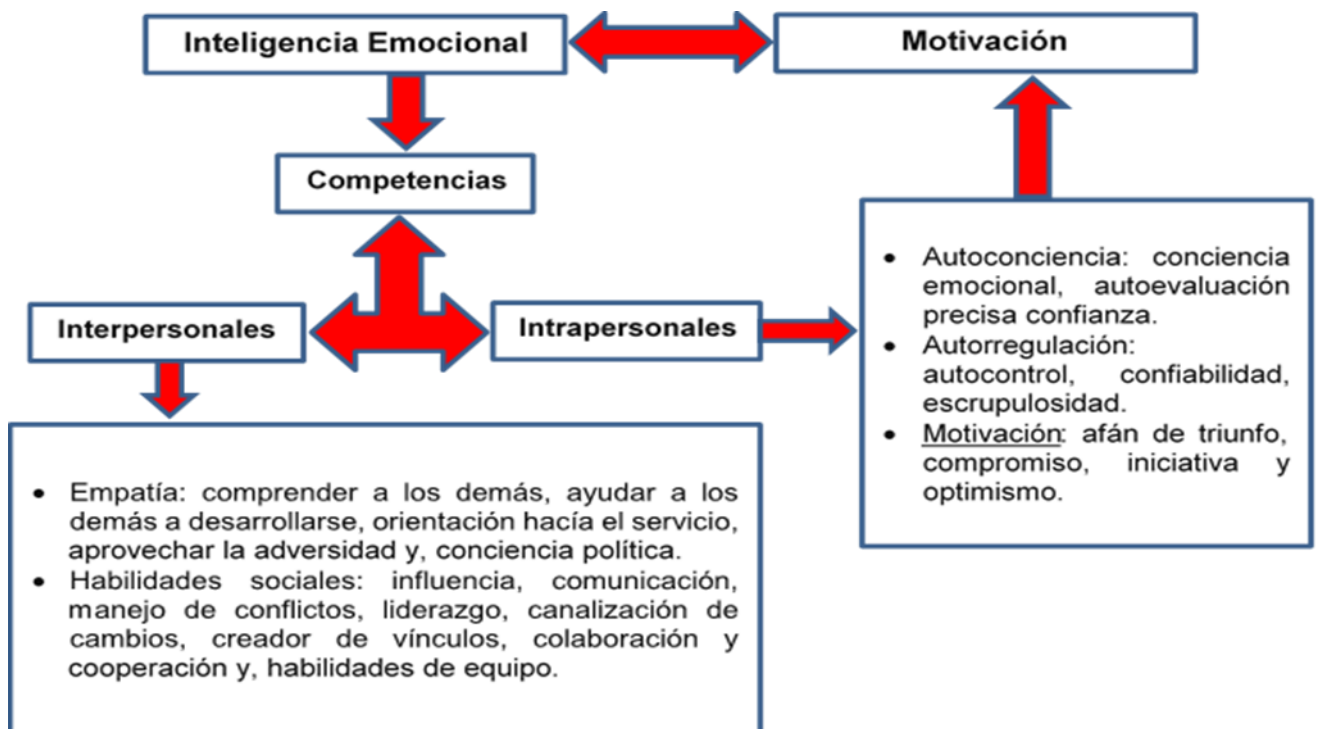 Inteligencia Emocional
Motivación
Competencias
Interpersonales
Intrapersonales
• Autoconciencia: conciencia
emocional, autoevaluación
precisa confianza.
• Autorregulación:
autocontrol, confiabilidad,
escrupulosidad.
• Motivación: afán de triunfo,
compromiso, iniciativa y
optimismo.
• Empatía: comprender a los demás, ayudar a los
demás a desarrollarse, orientación hacía el servicio,
aprovechar la adversidad y, conciencia política.
• Habilidades sociales: influencia, comunicación,
manejo de conflictos, liderazgo, canalización de
cambios, creador de vínculos, colaboración y
cooperación y, habilidades de equipo.